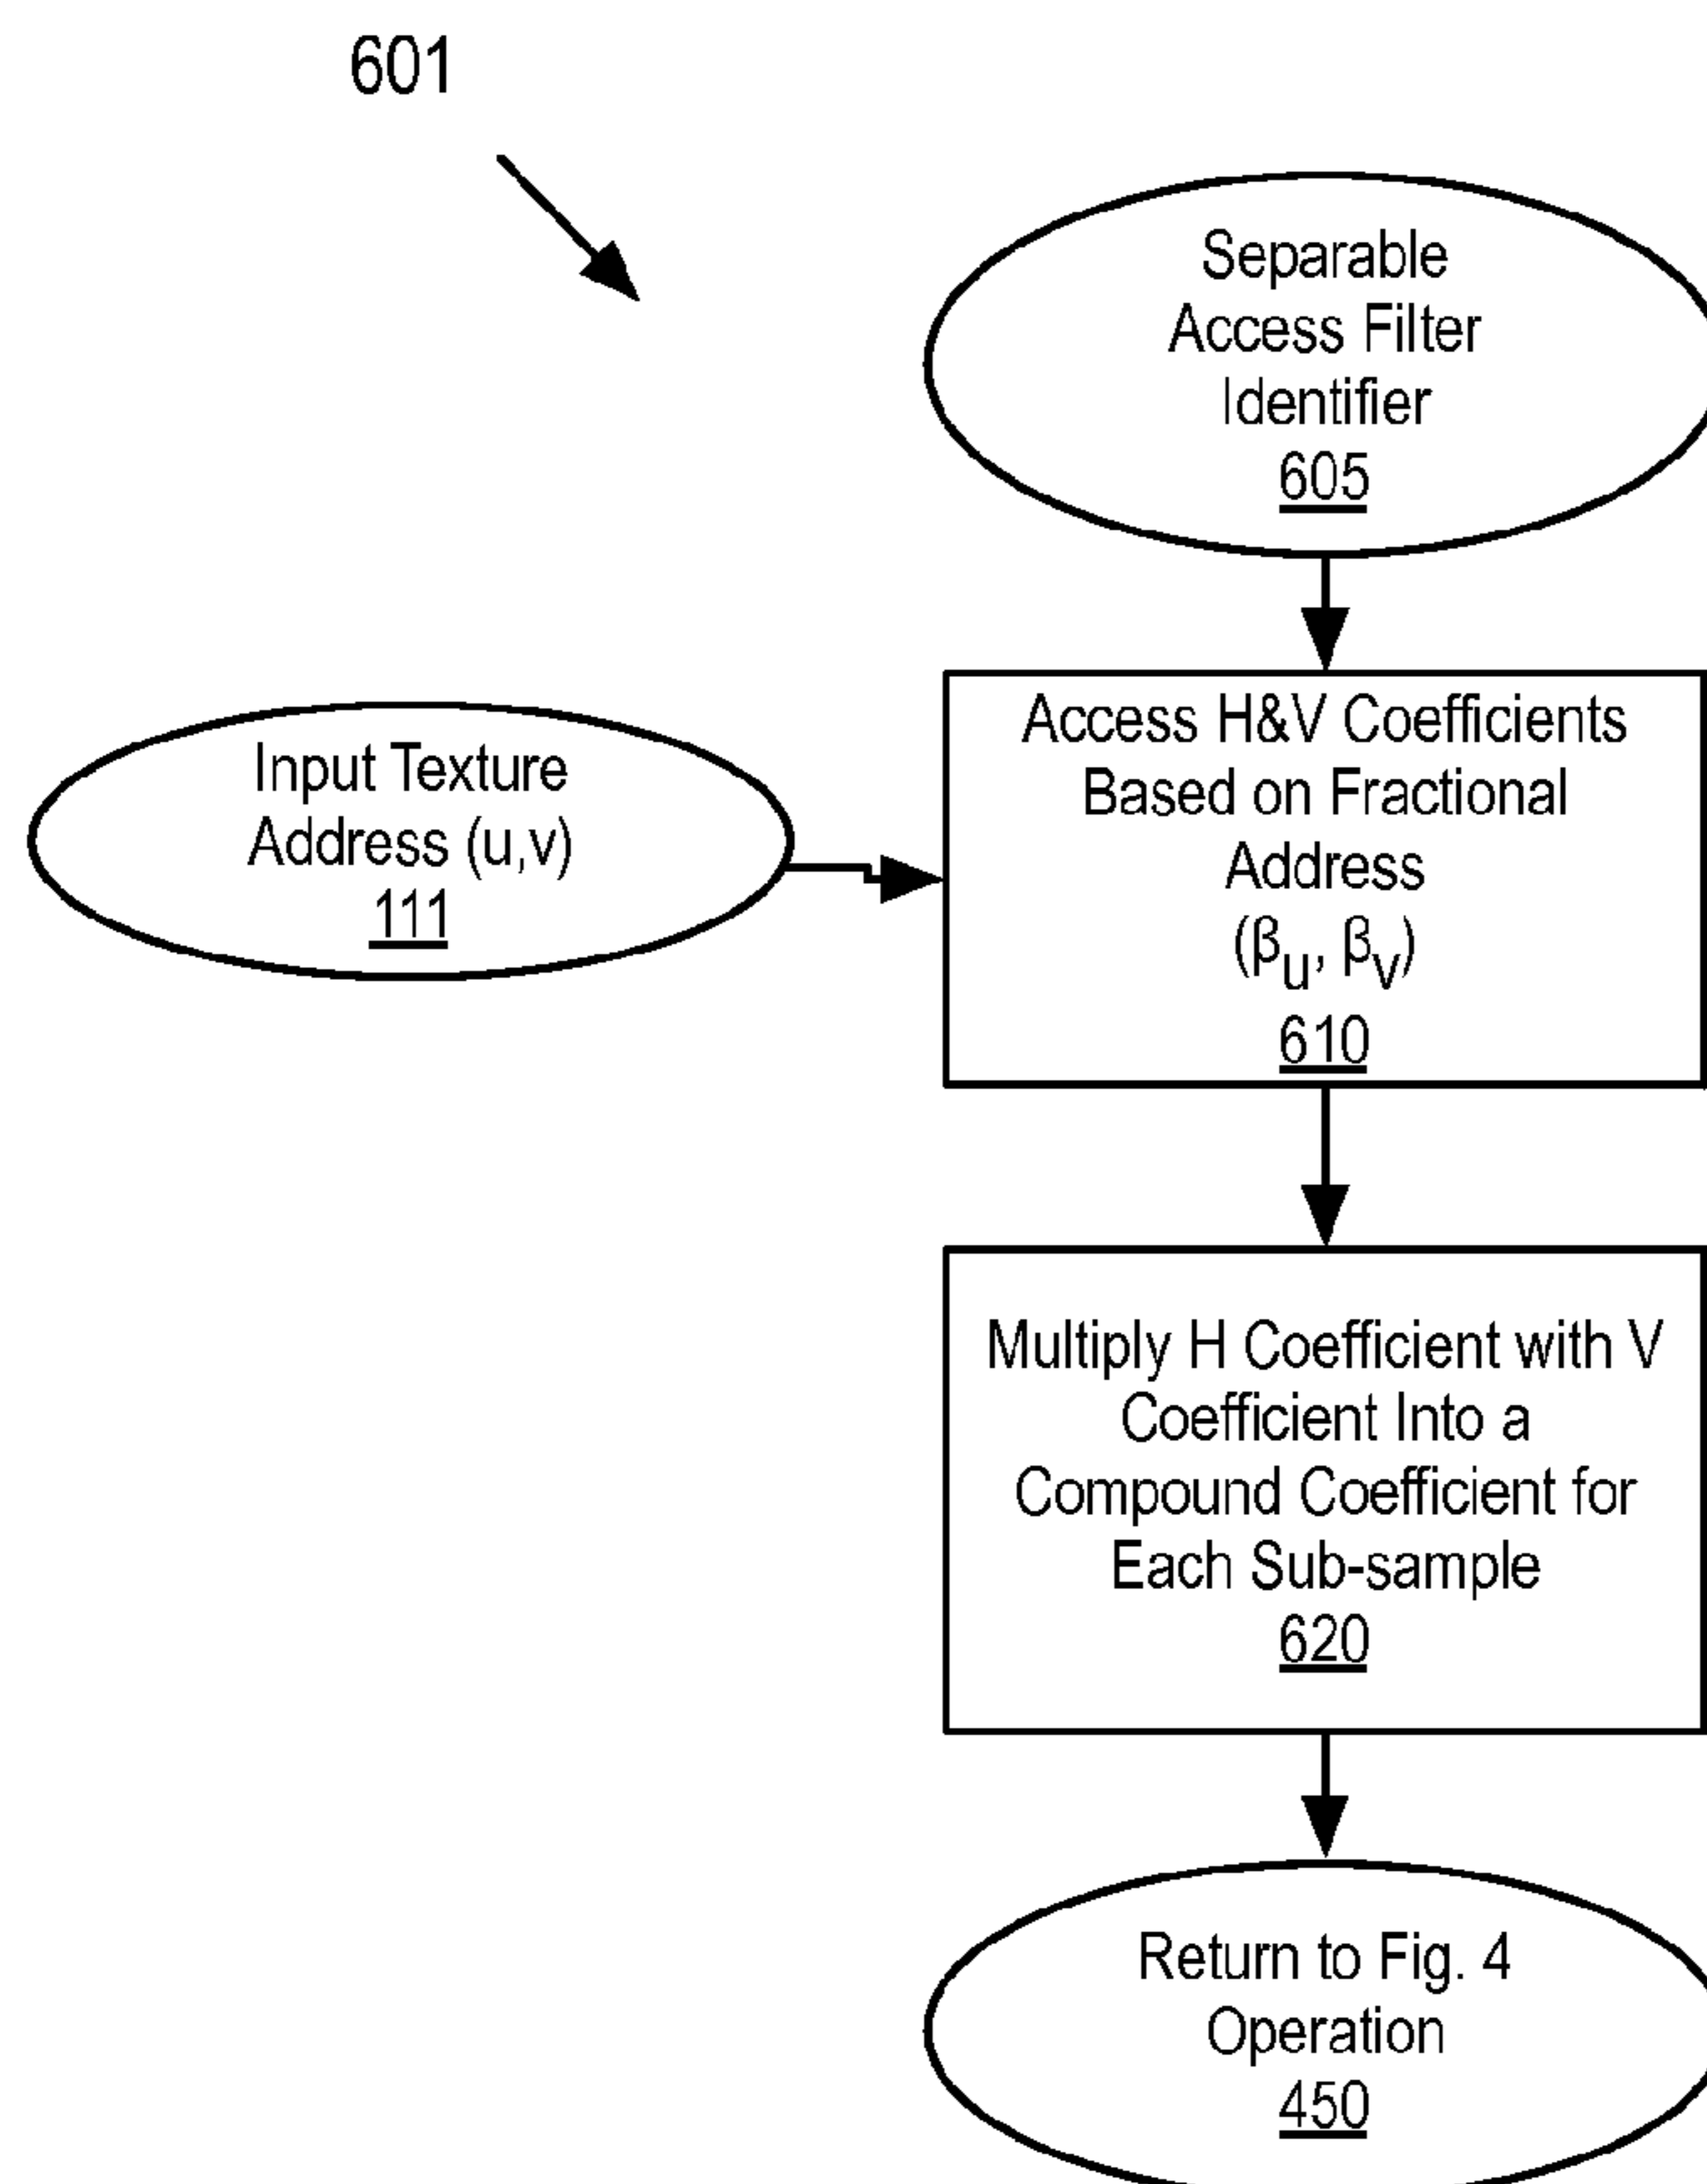 601
Separable
Access Filter
Identifier
605
Input Texture
Address (u,v)
111
Access H&V Coefficients
Based on Fractional
Address
(βu, βv)
610
Multiply H Coefficient with V
Coefficient Into a
Compound Coefficient for
Each Sub-sample
620
Return to Fig. 4
Operation
450